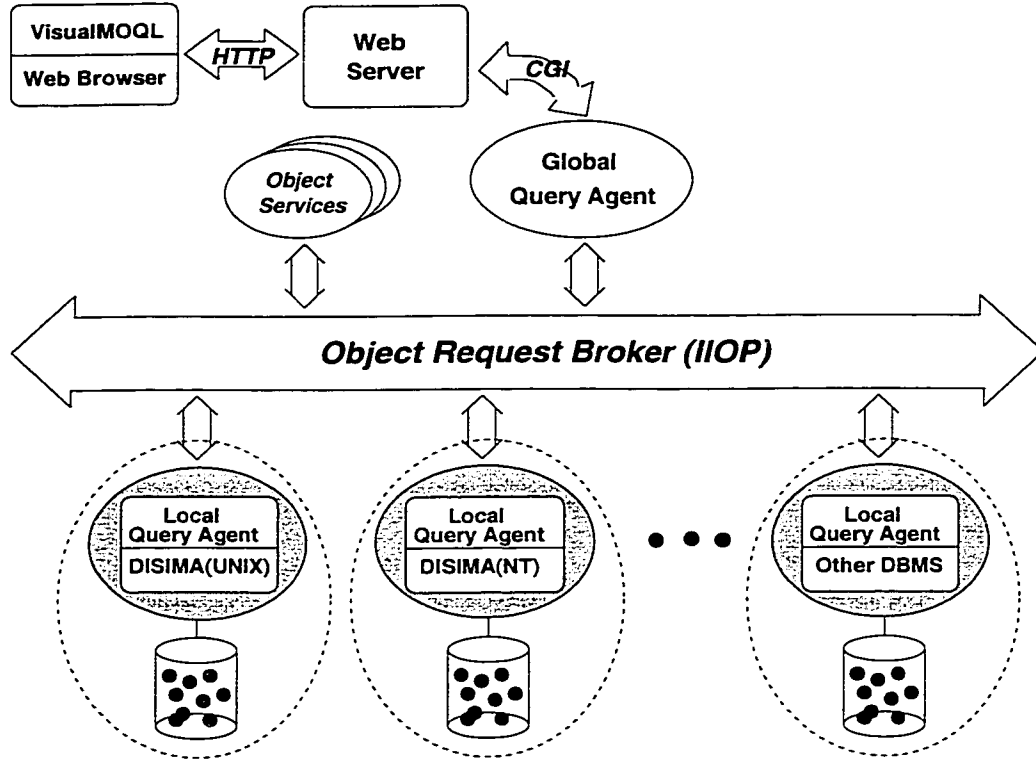 VisualMOQL
Web Browser
HTTP
Web
Server
CGI
Object
Services
Global
Query Agent
Object Request Broker (IIOP)
Local
Query Agent
DISIMA(UNIX)
Local
Query Agent
DISIMA(NT)
Local
Query Agent
Other DBMS